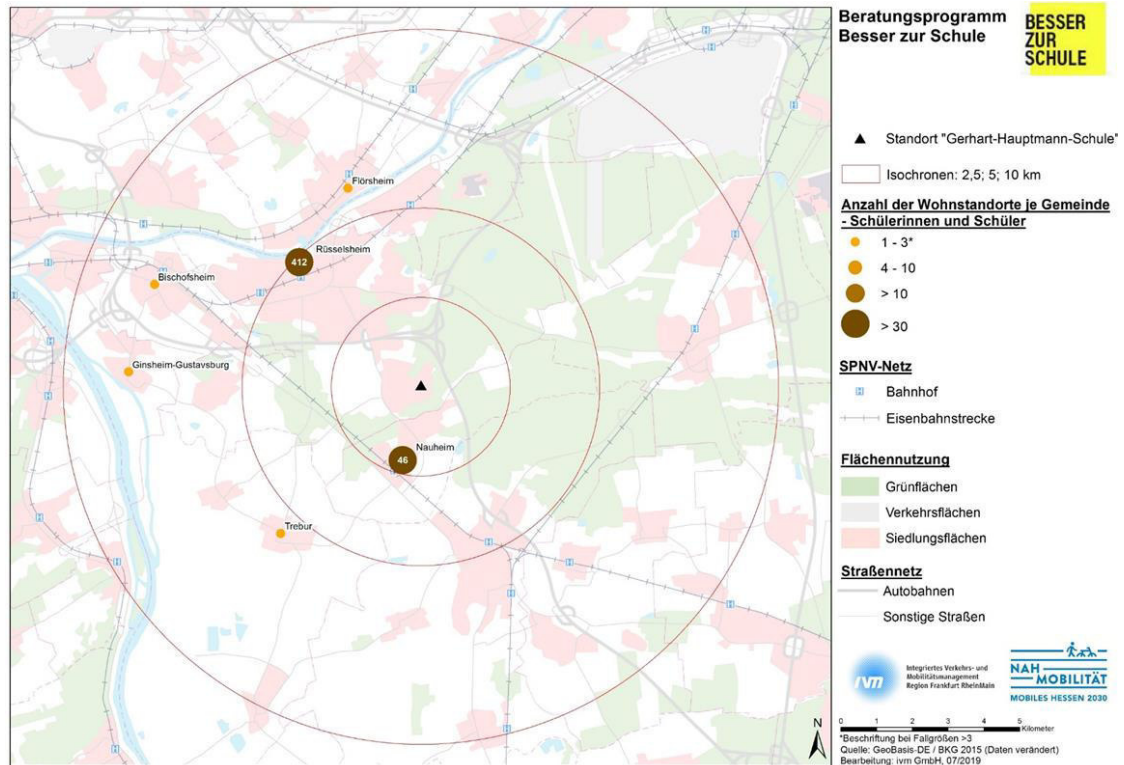 Flörsheim
Rüsselsheim
412
Bischofsheim
Ginsheim-Gustavsburg
Nauheim
46
Trebur
N
Beratungsprogramm
Besser zur Schule
BESSER
ZUR
SCHULE
Standort "Gerhart-Hauptmann-Schule"
Isochronen: 2,5; 5; 10 km
Anzahl der Wohnstandorte je Gemeinde
- Schülerinnen und Schüler
1 - 3*
4 - 10
> 10
> 30
SPNV-Netz
H Bahnhof
Eisenbahnstrecke
Flächennutzung
Grünflächen
Verkehrsflächen
Siedlungsflächen
Straßennetz
Autobahnen
Sonstige Straßen
ivm
Integriertes Verkehrs- und
Mobilitätsmanagement
Region Frankfurt RheinMain
NAH
MOBILITÄT
MOBILES HESSEN 2030
0 1 2 3 4 5
Kilometer
*Beschriftung bei Fallgrößen >3
Quelle: GeoBasis-DE / BKG 2015 (Daten verändert)
Bearbeitung: ivm GmbH, 07/2019